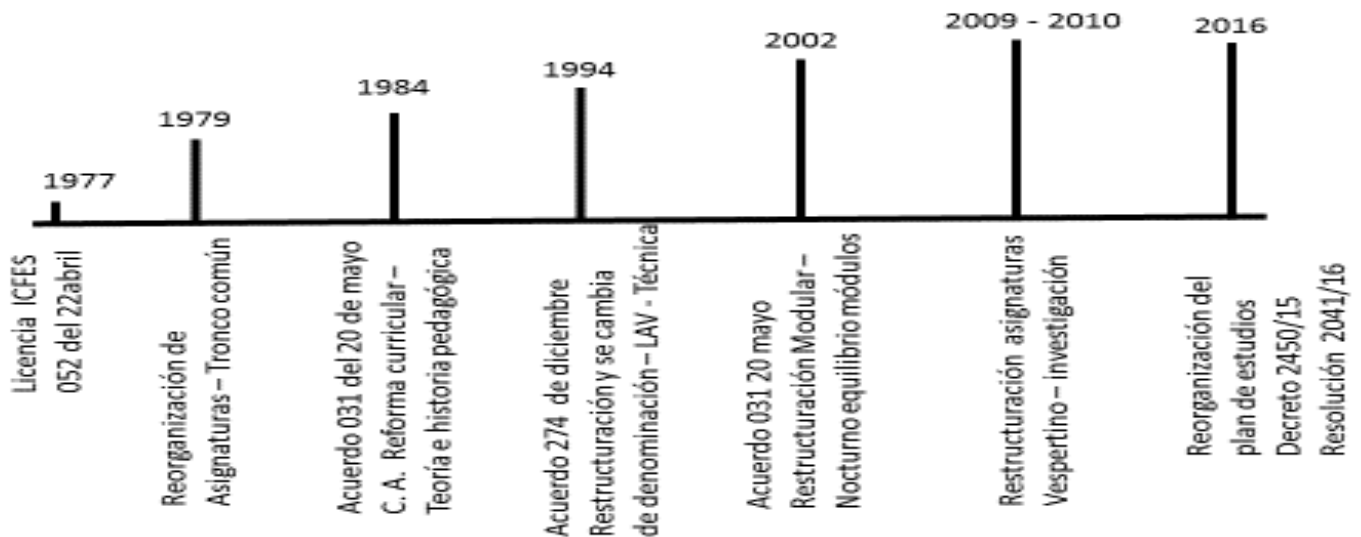 1977
1979
1984
1994
2002
2009 - 2010
2016
Licencia ICFES
052 del 22abril
Reorganización de
Asignaturas – Tronco común
Acuerdo 031 del 20 de mayo
C. A. Reforma curricular –
Teoría e historia pedagógica
Acuerdo 274 de diciembre
Restructuración y se cambia
de denominación – LAV - Técnica
Acuerdo 031 20 mayo
Restructuración Modular –
Nocturno equilibrio módulos
Restructuración asignaturas
Vespertino – investigación
Reorganización del
plan de estudios
Decreto 2450/15
Resolución 2041/16